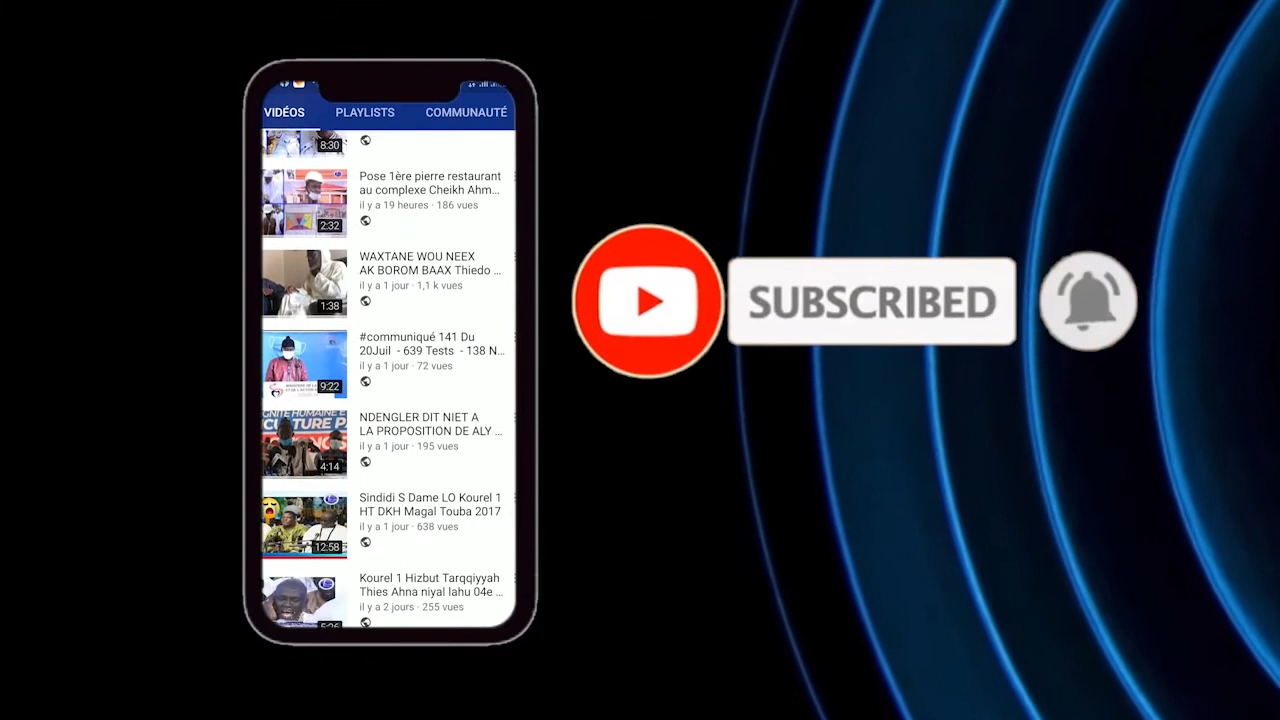 VIDÉOS PLAYLISTS COMMUNAUTÉ
8:30
Pose 1ère pierre restaurant
au complexe Cheikh Ahm...
il y a 19 heures · 186 vues
2:32
WAXTANE WOU NEEX
AK BOROM BAAX Thiedo ...
il y a 1 jour · 1,1 k vues
1:38
#communiqué 141 Du
20Juil - 639 Tests - 138 N...
il y a 1 jour · 72 vues
9:22
NDENGLER DIT NIET A
LA PROPOSITION DE ALY ...
il y a 1 jour · 195 vues
4:14
Sindidi S Dame LO Kourel 1
HT DKH Magal Touba 2017
il y a 1 jour · 638 vues
12:58
Kourel 1 Hizbut Tarqqiyyah
Thies Ahna niyal lahu 04e ...
il y a 2 jours · 255 vues
5:26
SUBSCRIBED